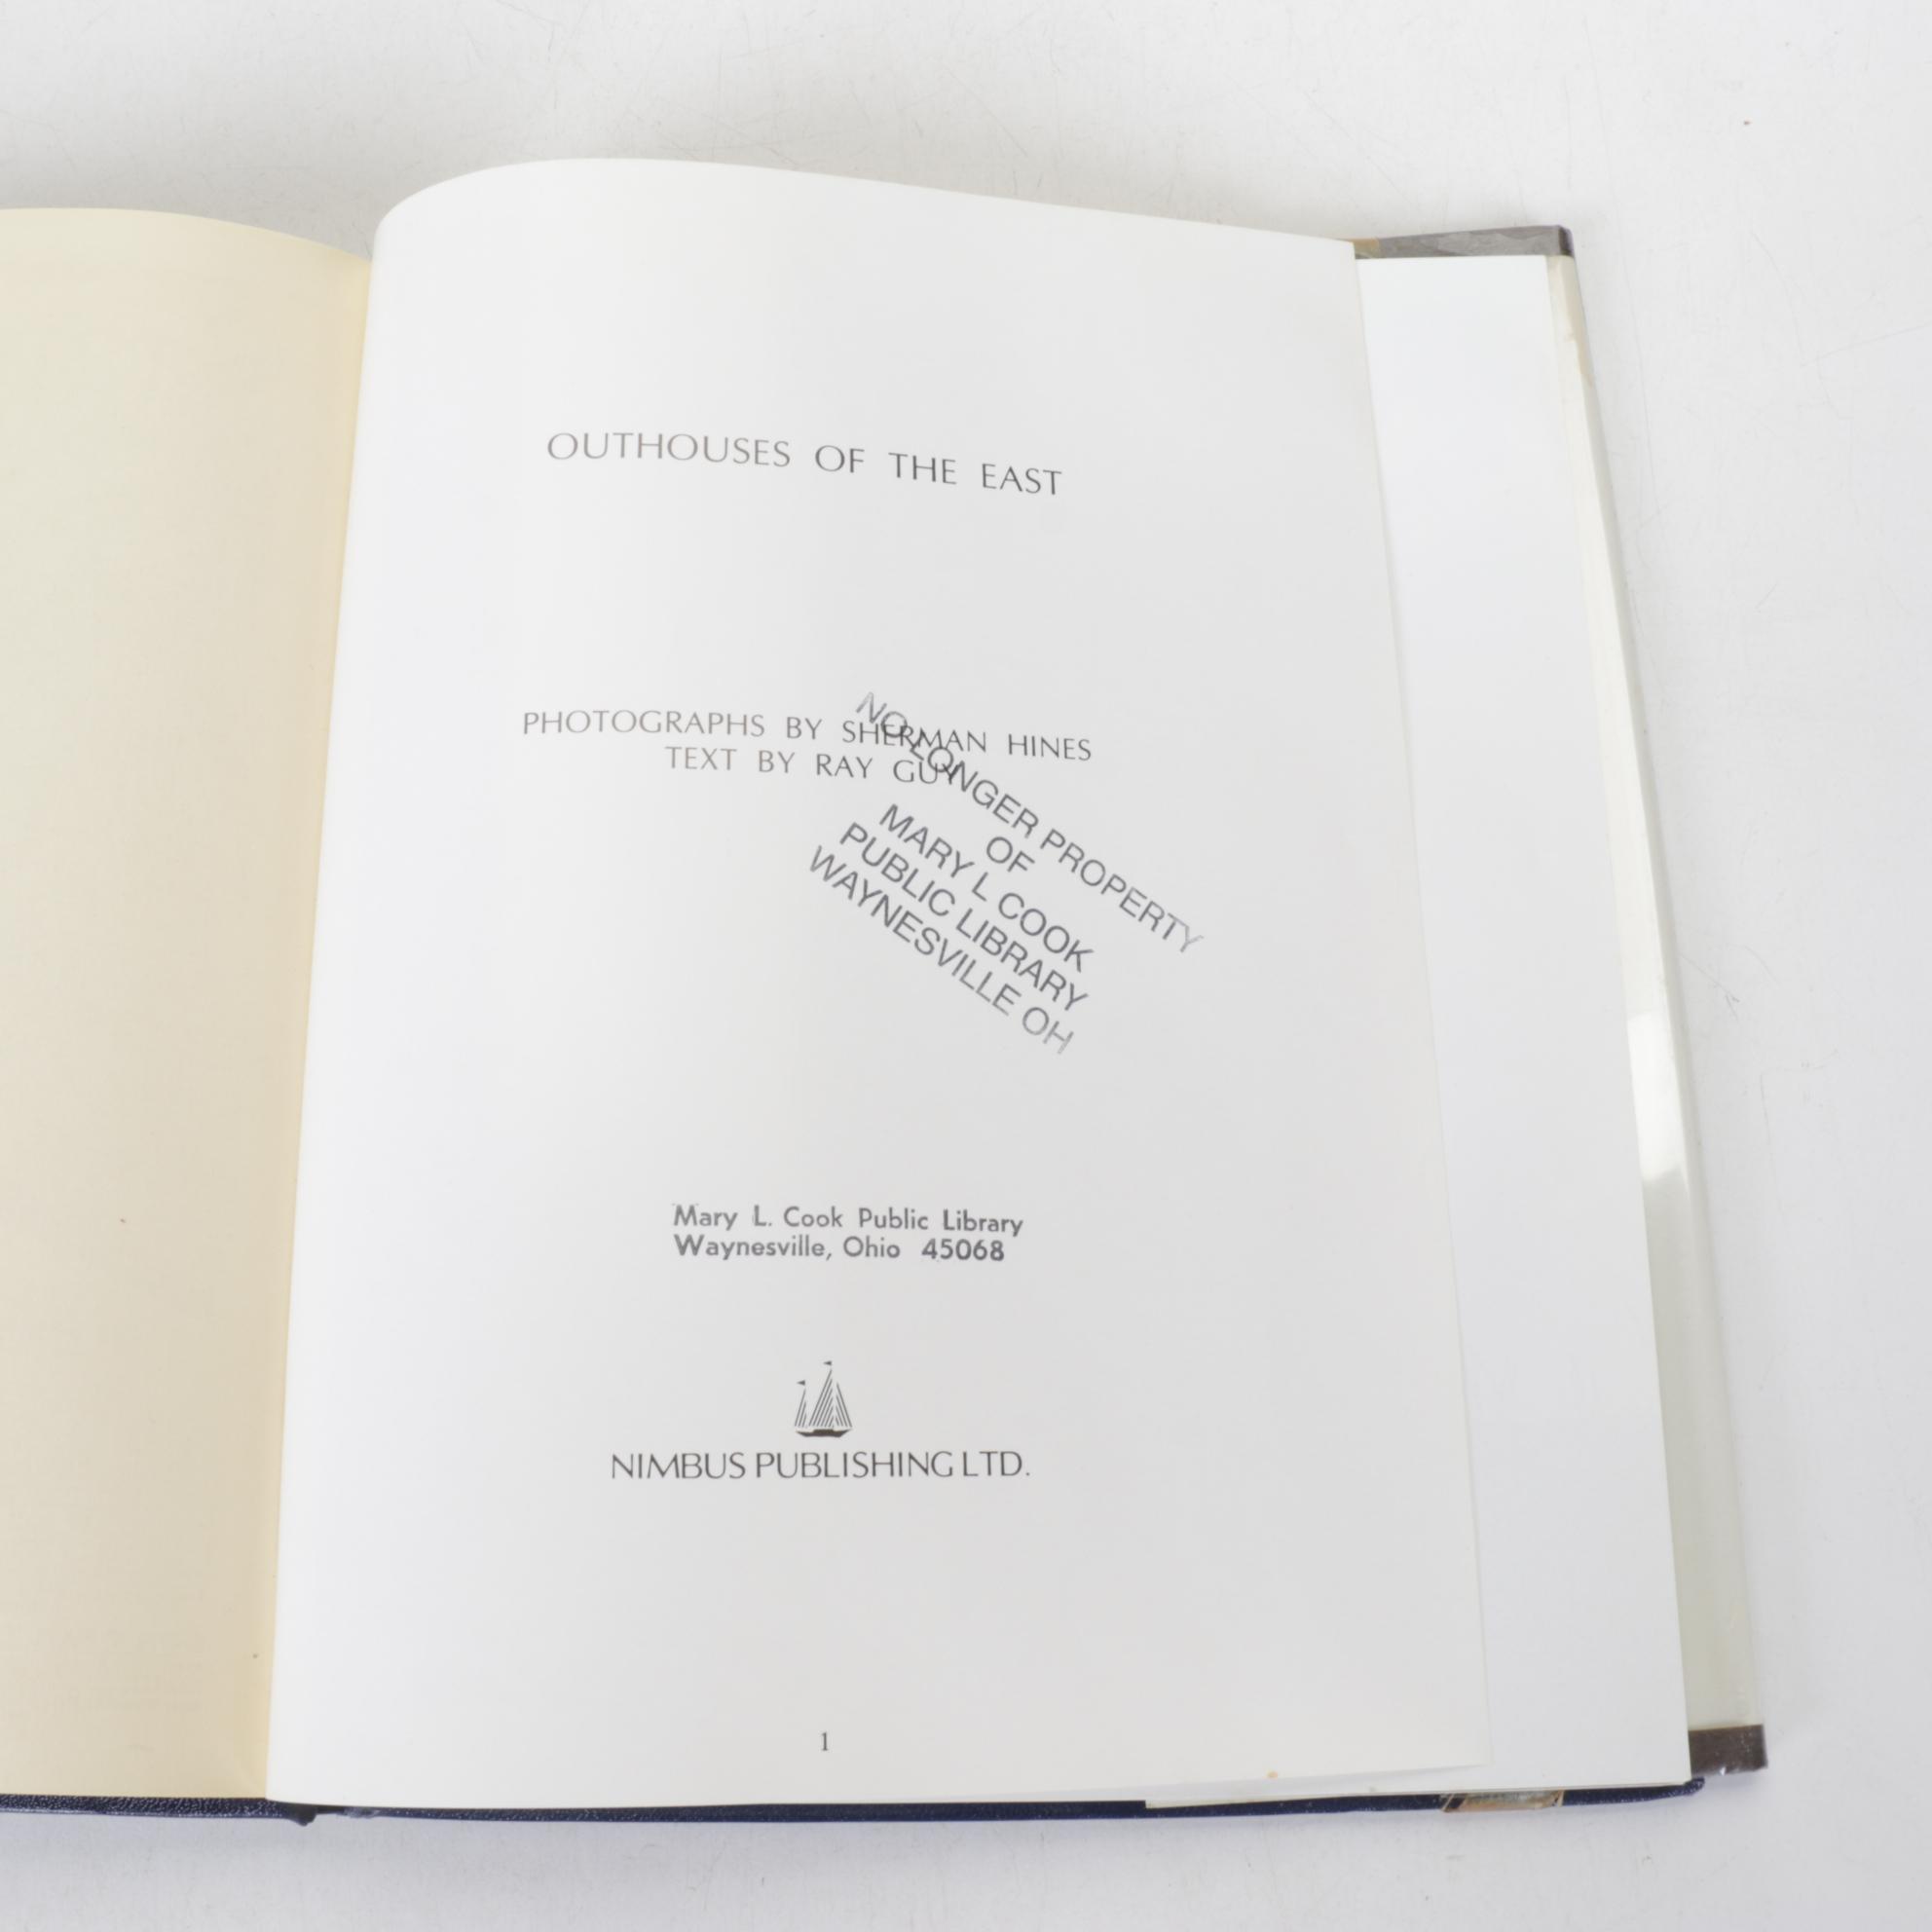 OUTHOUSES OF THE EAST
PHOTOGRAPHS BY SHERMAN HINES
TEXT BY RAY GUY
NO LONGER PROPERTY
OF
MARY L COOK
PUBLIC LIBRARY
WAYNESVILLE OH
Mary L. Cook Public Library
Waynesville, Ohio 45068
NIMBUS PUBLISHING LTD.
1